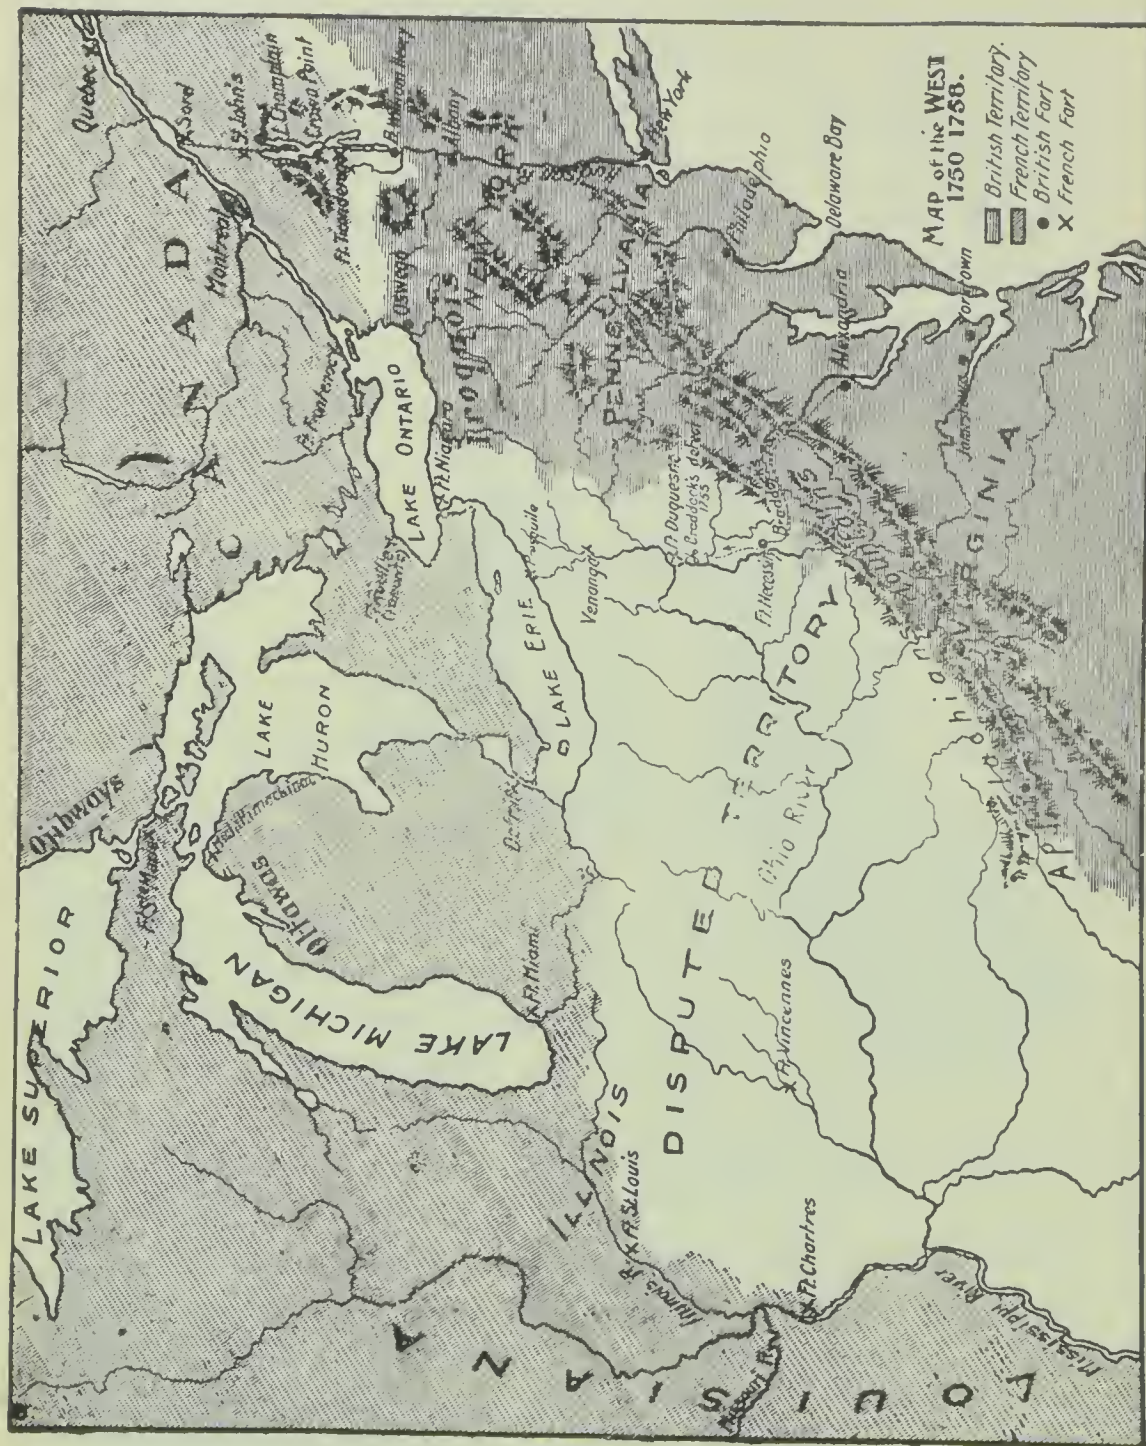 MAP of the WEST
1750 1758.
British Territory.
French Territory
British Fort
French Fort
LAKE SUPERIOR
Ojibways
CANADA
Quebec
Sorel
St. John's
Montreal
L. Champlain
Crown Point
Ft. Ticonderoga
Albany
Oswego
Ft. Frontenac
LAKE ONTARIO
Ft. Niagara
Iroquois
NEW YORK
New York
PENNSYLVANIA
Philadelphia
Delaware Bay
Alexandria
Yorktown
Jamestown
VIRGINIA
LAKE
HURON
Michilimachinac
Ottawas
LAKE MICHIGAN
Detroit
LAKE ERIE
Venango
Ft. Duquesne
Braddock's defeat
1755
Ft. Necessity
Ft. Miami
ILLINOIS
Ft. St. Louis
Illinois R.
DISPUTED TERRITORY
Ohio River
Ft. Vincennes
Ft. Chartres
Missouri R.
Mississippi River
LOUISIANA